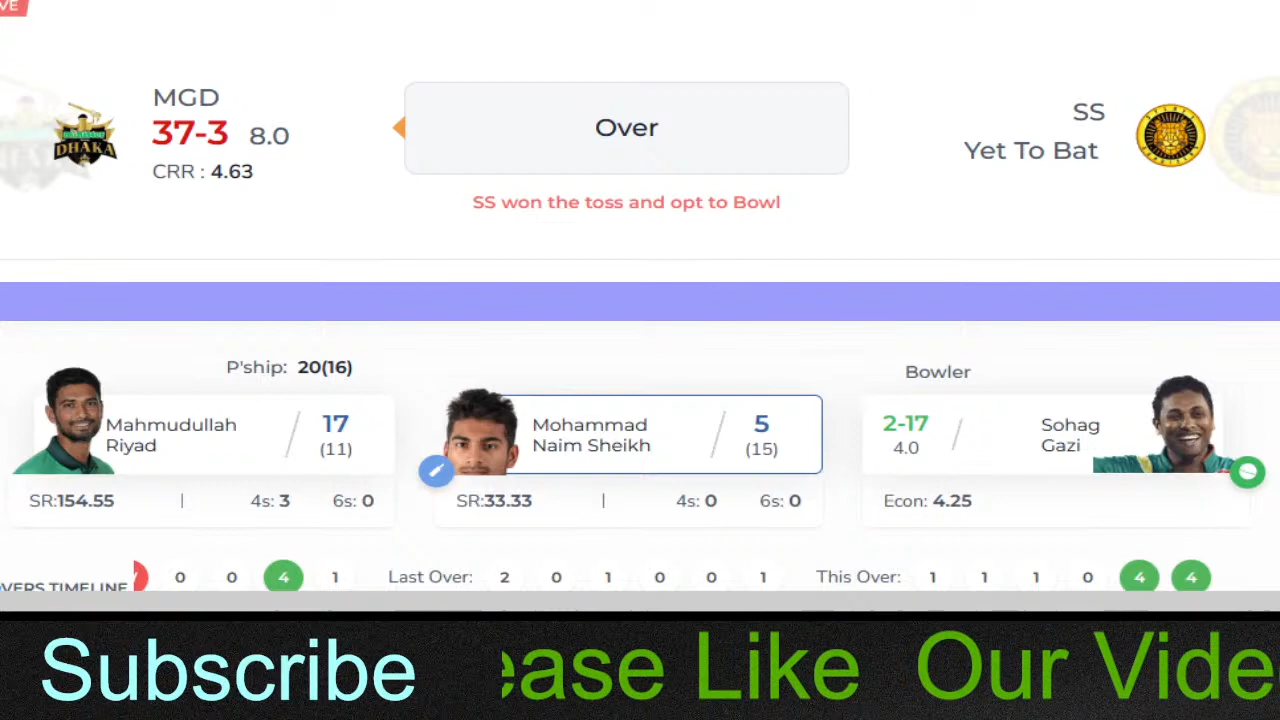 VE
MGD
37-3 8.0
CRR : 4.63
Over
SS
Yet To Bat
DHAKA
SS won the toss and opt to Bowl
P'ship: 20(16)
Bowler
Mahmudullah
Riyad
17
(11)
Mohammad
Naim Sheikh
5
(15)
2-17
4.0
Sohag
Gazi
SR:154.55 | 4s: 3 6s: 0
SR:33.33 | 4s: 0 6s: 0
Econ: 4.25
OVERS TIMELINE
0 0 4 1 Last Over: 2 0 1 0 0 1 This Over: 1 1 1 0 4 4
Subscribe ease Like Our Vide